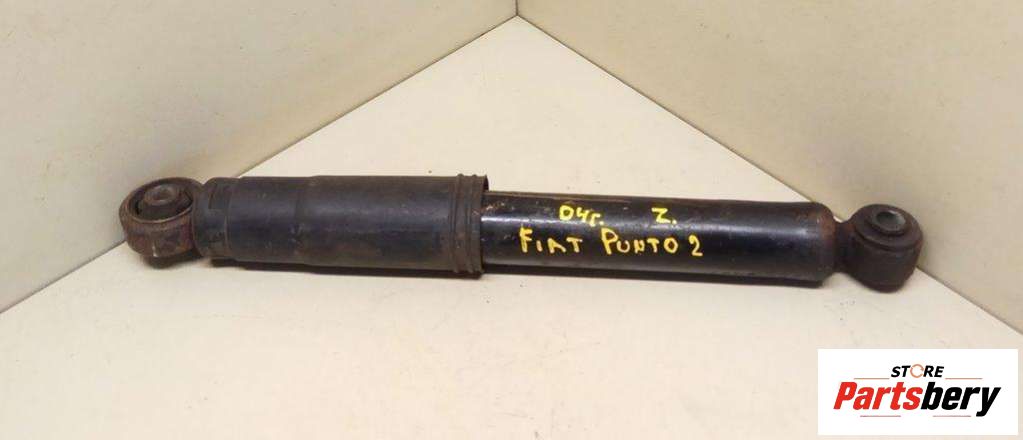 04г. Z.
FIAT PUNTO 2
STORE
Partsbery